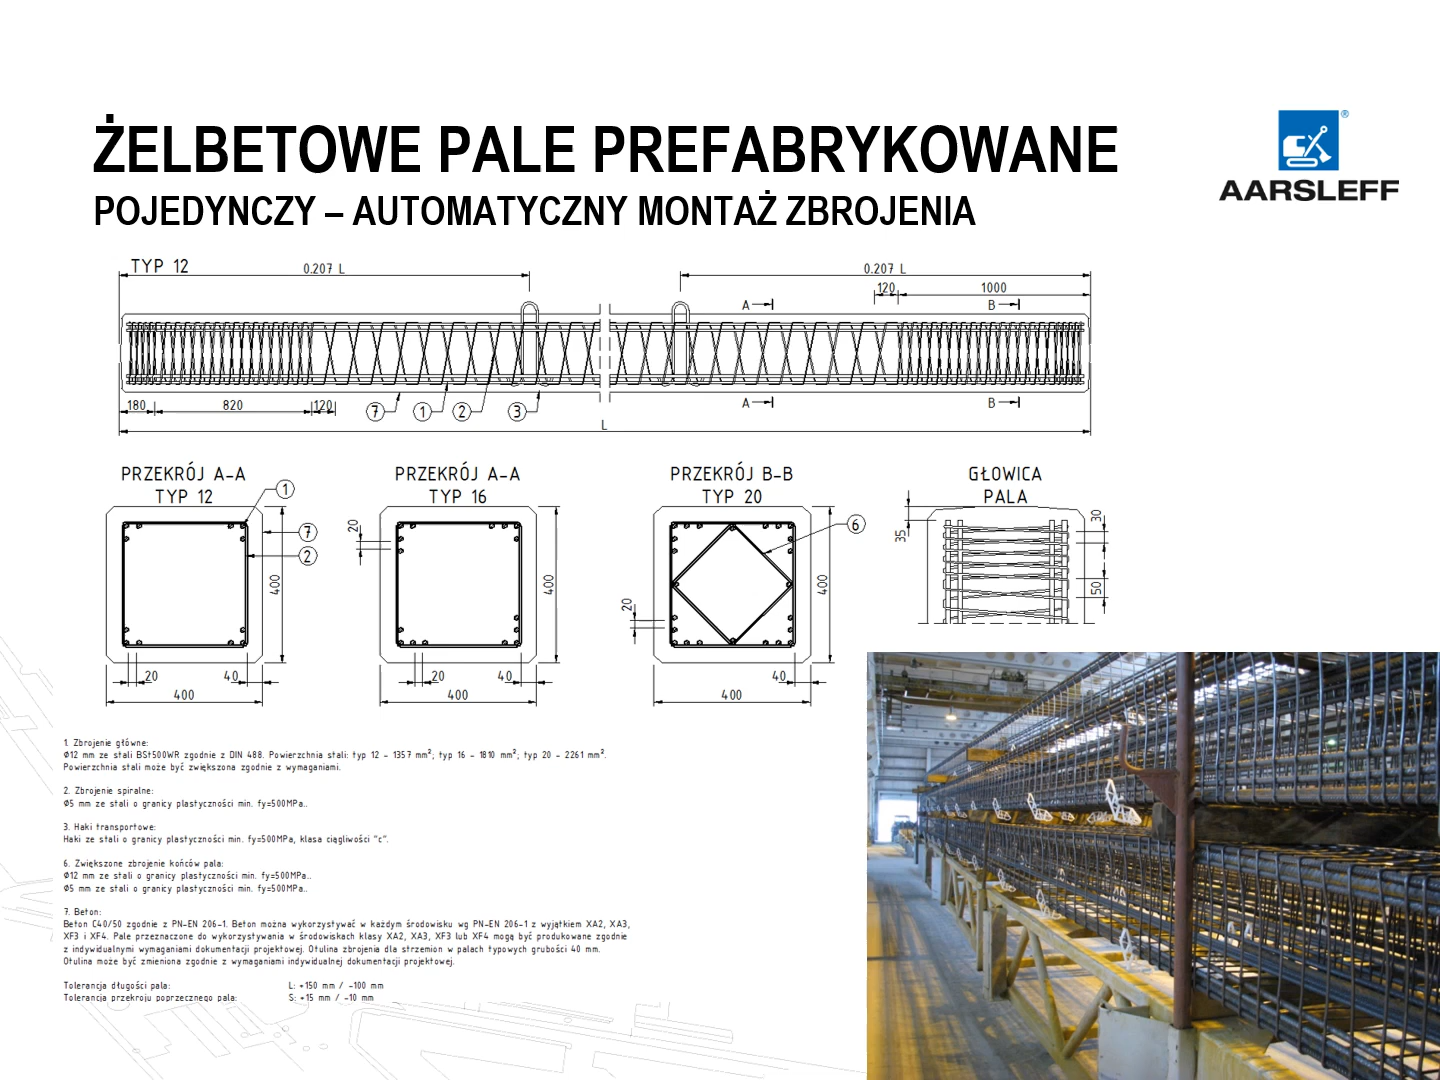 ŻELBETOWE PALE PREFABRYKOWANE
POJEDYNCZY – AUTOMATYCZNY MONTAŻ ZBROJENIA
®
AARSLEFF
TYP 12
0.207 L
0.207 L
120
1000
A
B
180
820
120
7
1
2
3
A
B
L
PRZEKRÓJ A-A
TYP 12
1
7
2
400
20
40
400
PRZEKRÓJ A-A
TYP 16
20
400
20
40
400
PRZEKRÓJ B-B
TYP 20
6
20
400
40
400
GŁOWICA
PALA
35
30
50
1. Zbrojenie główne:
Ø12 mm ze stali BSt500WR zgodnie z DIN 488. Powierzchnia stali: typ 12 - 1357 mm², typ 16 - 1810 mm²; typ 20 - 2261 mm².
Powierzchnia stali może być zwiększona zgodnie z wymaganiami.
2. Zbrojenie spiralne:
Ø5 mm ze stali o granicy plastyczności min. fy=500MPa..
3. Haki transportowe:
Haki ze stali o granicy plastyczności min. fy=500MPa, klasa ciągliwości "c".
6. Zwiększone zbrojenie końców pala:
Ø12 mm ze stali o granicy plastyczności min. fy=500MPa..
Ø5 mm ze stali o granicy plastyczności min. fy=500MPa..
7. Beton:
Beton C40/50 zgodnie z PN-EN 206-1. Beton można wykorzystywać w każdym środowisku wg PN-EN 206-1 z wyjątkiem XA2, XA3,
XF3 i XF4. Pale przeznaczone do wykorzystywania w środowiskach klasy XA2, XA3, XF3 lub XF4 mogą być produkowane zgodnie
z indywidualnymi wymaganiami dokumentacji projektowej. Otulina zbrojenia dla strzemion w palach typowych grubości 40 mm.
Otulina może być zmieniona zgodnie z wymaganiami indywidualnej dokumentacji projektowej.
Tolerancja długości pala: L: +150 mm / -100 mm
Tolerancja przekroju poprzecznego pala: S: +15 mm / -10 mm